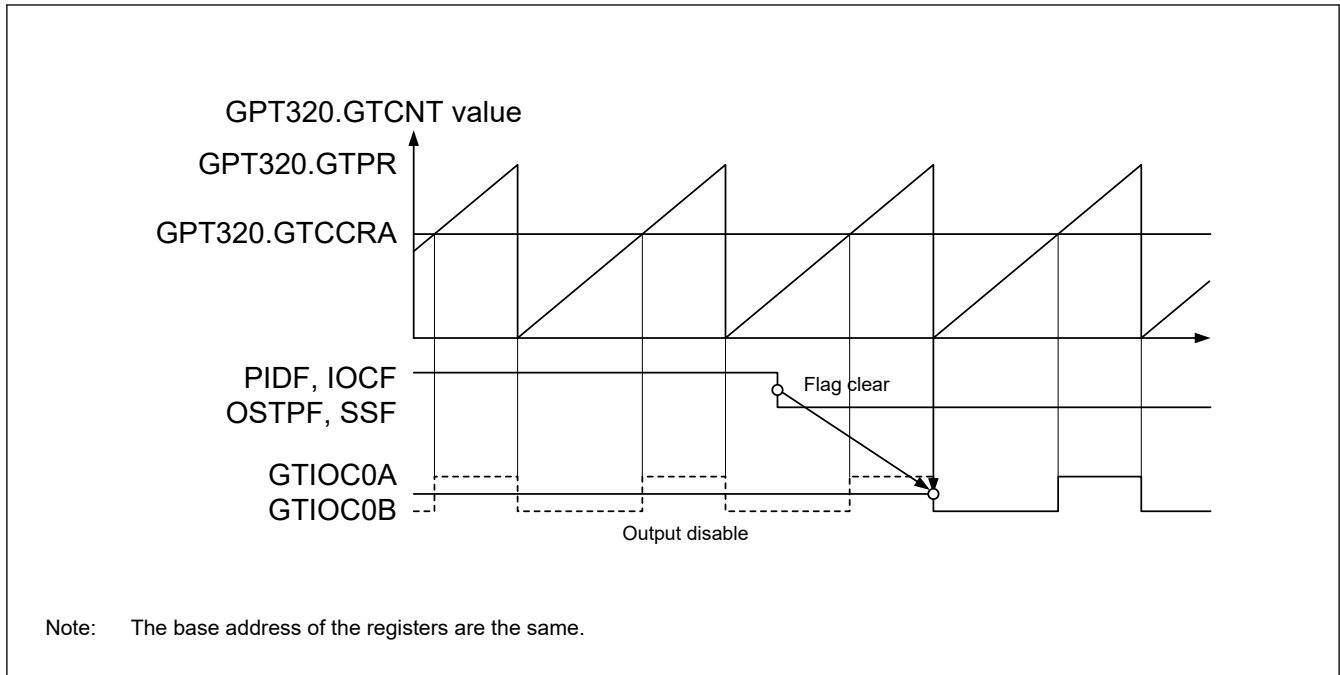 GPT320.GTCNT value
GPT320.GTPR
GPT320.GTCCRA
PIDF, IOCF
Flag clear
OSTPF, SSF
GTIOC0A
GTIOC0B
Output disable
Note: The base address of the registers are the same.